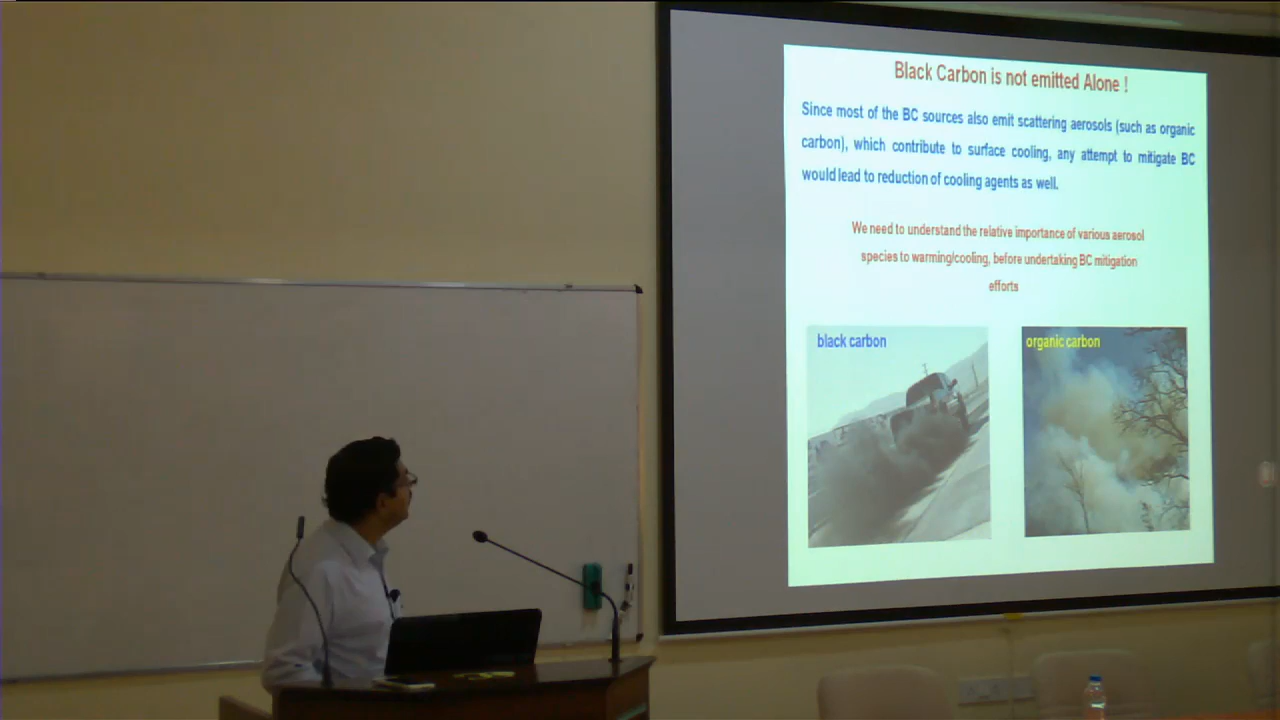 Black Carbon is not emitted Alone !
Since most of the BC sources also emit scattering aerosols (such as organic
carbon), which contribute to surface cooling, any attempt to mitigate BC
would lead to reduction of cooling agents as well.
We need to understand the relative importance of various aerosol
species to warming/cooling, before undertaking BC mitigation
efforts
black carbon
organic carbon